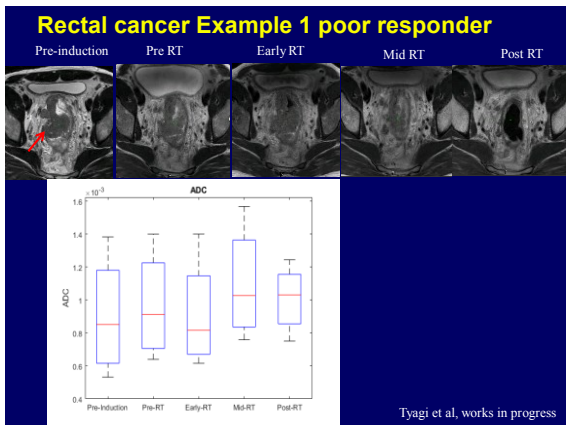 Rectal cancer Example 1 poor responder
Pre-induction Pre RT Early RT Mid RT Post RT
ADC
× 10-3
1.6
1.4
1.2
1
0.8
0.6
0.4
ADC
Pre-Induction Pre-RT Early-RT Mid-RT Post-RT
Tyagi et al, works in progress